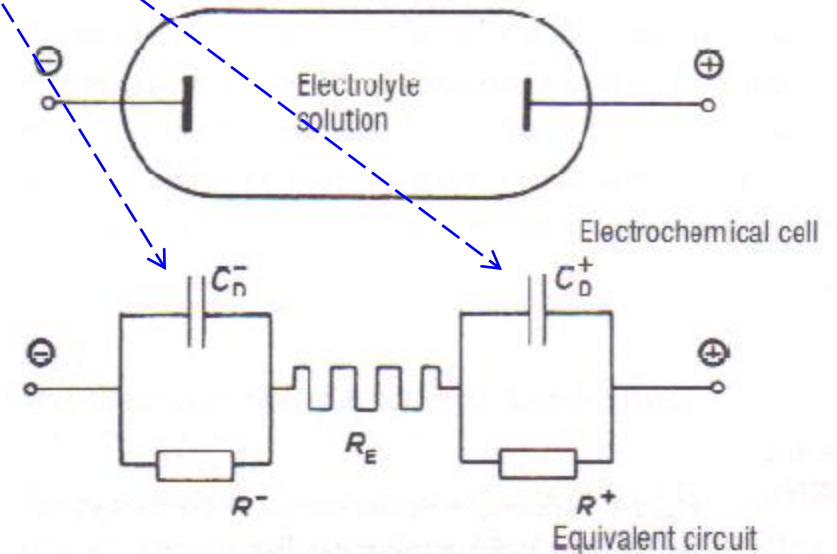 ⊖
Electrolyte
solution
⊕
Electrochemical cell
C_D^-
C_D^+
⊖
⊕
R_E
R^-
R^+
Equivalent circuit